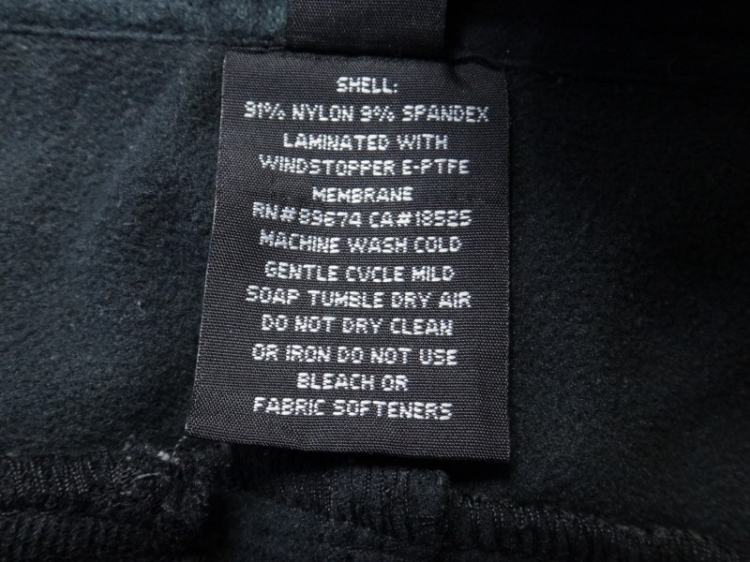 SHELL:
91% NYLON 9% SPANDEX
LAMINATED WITH
WINDSTOPPER E-PTFE
MEMBRANE
RN#89674 CA#18525
MACHINE WASH COLD
GENTLE CYCLE MILD
SOAP TUMBLE DRY AIR
DO NOT DRY CLEAN
OR IRON DO NOT USE
BLEACH OR
FABRIC SOFTENERS